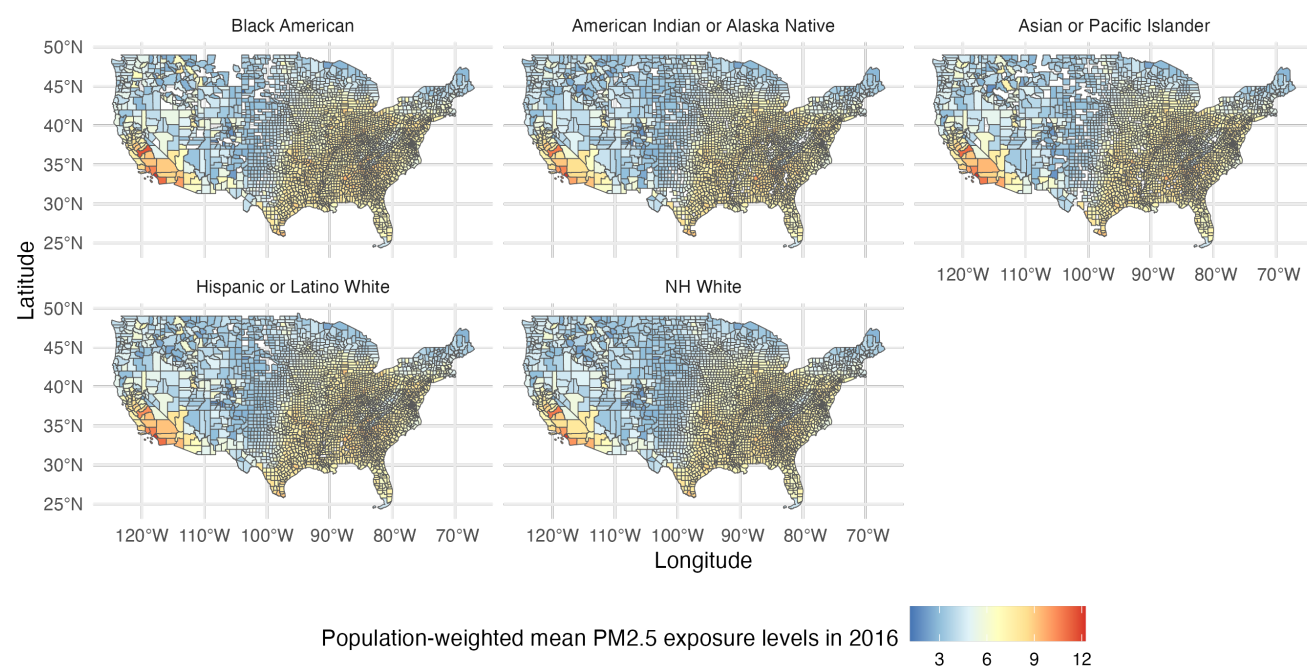 Black American
American Indian or Alaska Native
Asian or Pacific Islander
50°N
45°N
40°N
35°N
30°N
25°N
120°W 110°W 100°W 90°W 80°W 70°W
Latitude
Hispanic or Latino White
NH White
50°N
45°N
40°N
35°N
30°N
25°N
120°W 110°W 100°W 90°W 80°W 70°W
120°W 110°W 100°W 90°W 80°W 70°W
Longitude
Population-weighted mean PM2.5 exposure levels in 2016
3 6 9 12